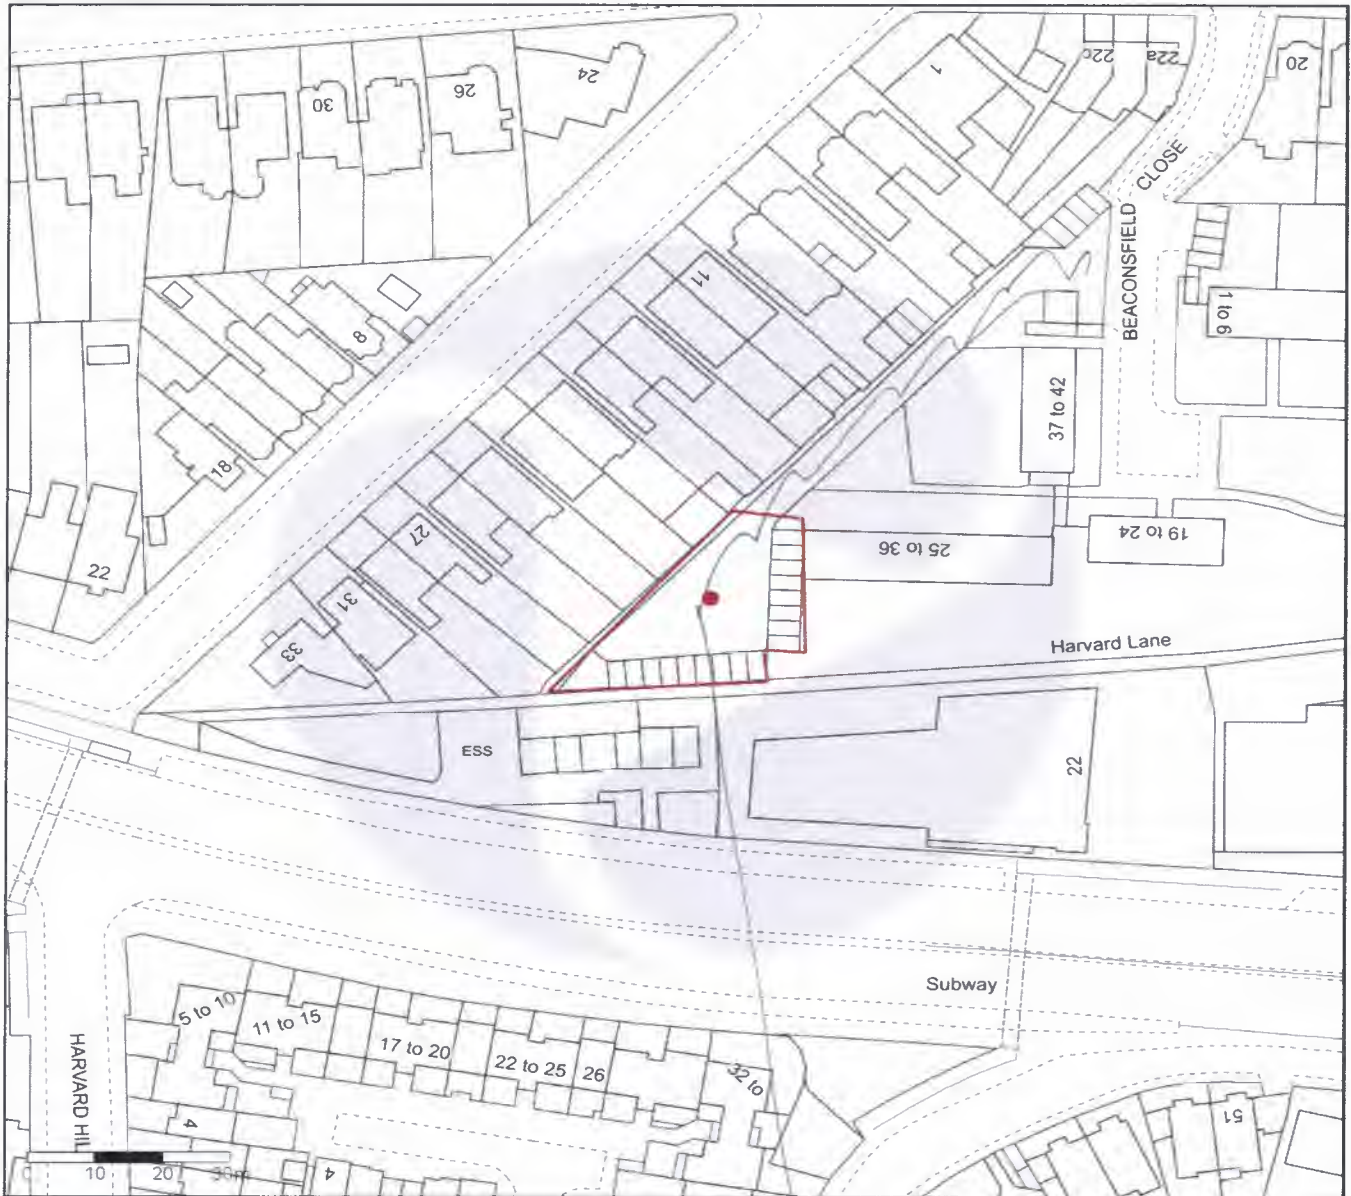 30
26
24
1
22c
22a
20
BEACONSFIELD CLOSE
11
1 to 6
8
37 to 42
18
27
25 to 36
19 to 24
22
31
33
Harvard Lane
ESS
22
Subway
5 to 10
11 to 15
17 to 20
22 to 25
26
32 to
51
HARVARD HILL
4
4
0 10 20 30m